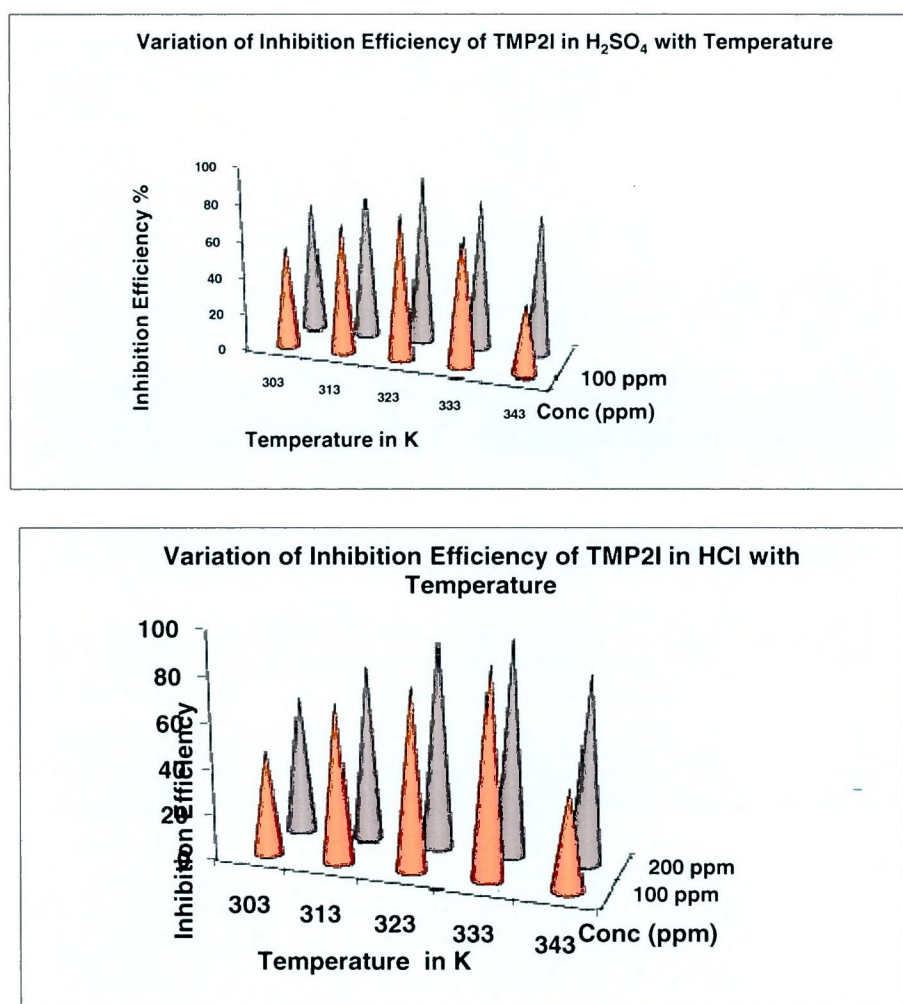 Variation of Inhibition Efficiency of TMP2I in H₂SO₄ with Temperature
Inhibition Efficiency %
100
80
60
40
20
0
303
313
323
333
343
100 ppm
Conc (ppm)
Temperature in K
Variation of Inhibition Efficiency of TMP2I in HCl with
Temperature
Inhibition Efficiency
100
80
60
40
20
0
303
313
323
333
343
200 ppm
100 ppm
Conc (ppm)
Temperature in K